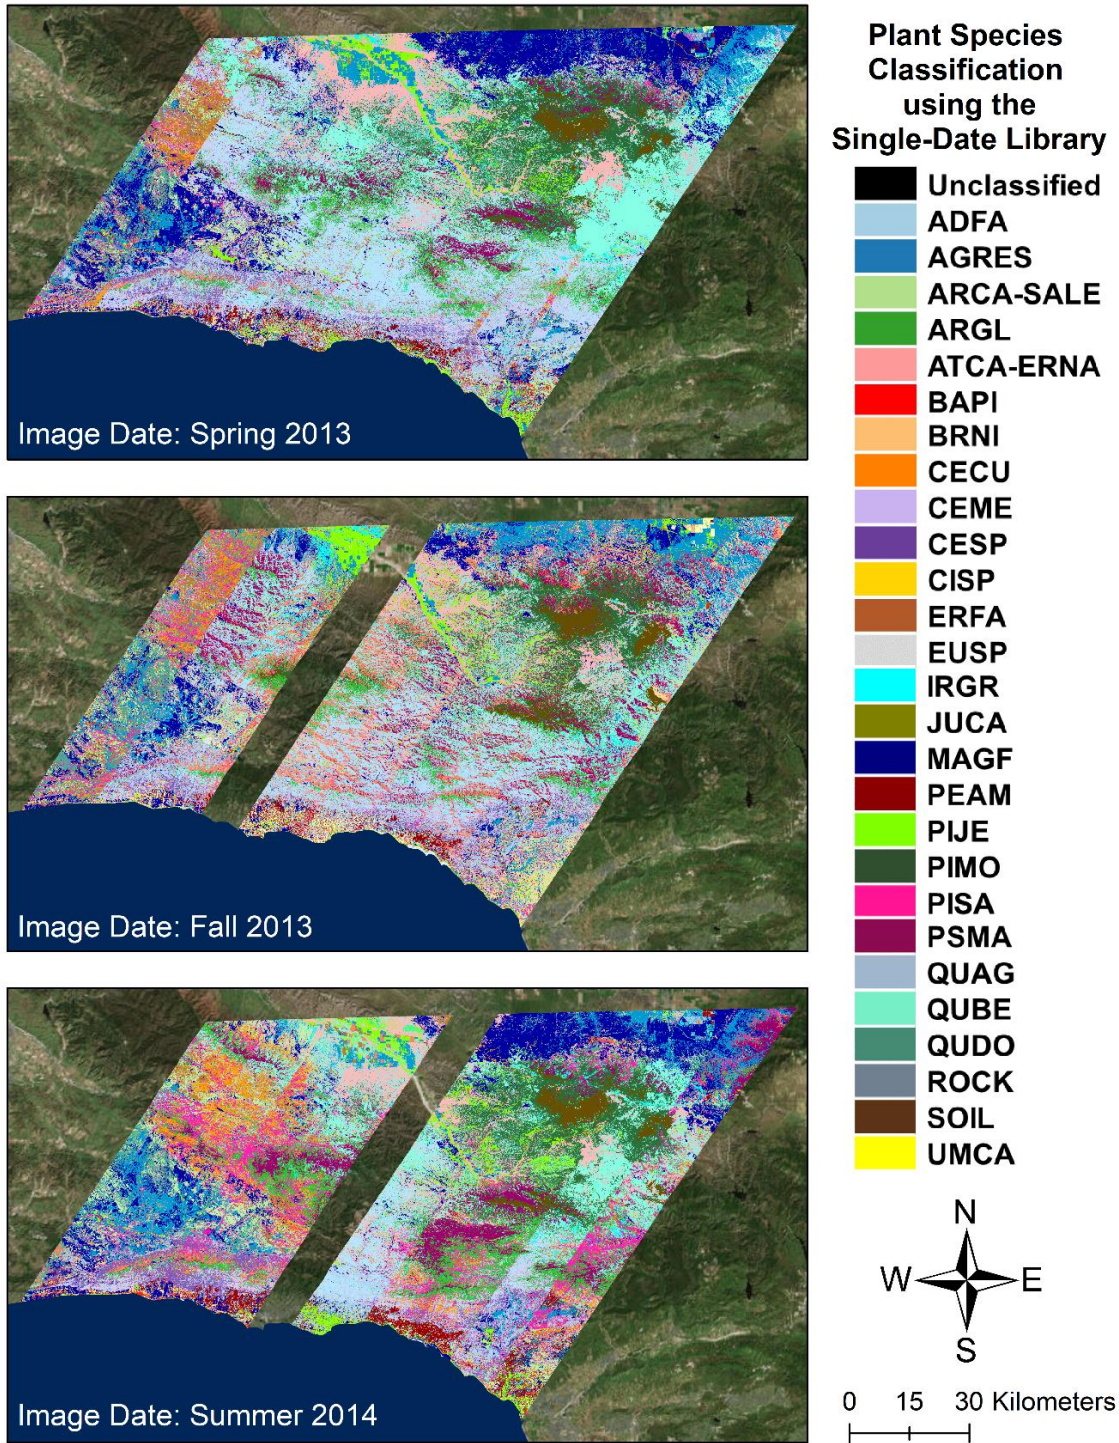 Plant Species
Classification
using the
Single-Date Library
Unclassified
ADFA
AGRES
ARCA-SALE
ARGL
ATCA-ERNA
BAPI
BRNI
CECU
CEME
CESP
CISP
ERFA
EUSP
IRGR
JUCA
MAGF
PEAM
PIJE
PIMO
PISA
PSMA
QUAG
QUBE
QUDO
ROCK
SOIL
UMCA
N
W E
S
0 15 30 Kilometers
Image Date: Spring 2013
Image Date: Fall 2013
Image Date: Summer 2014